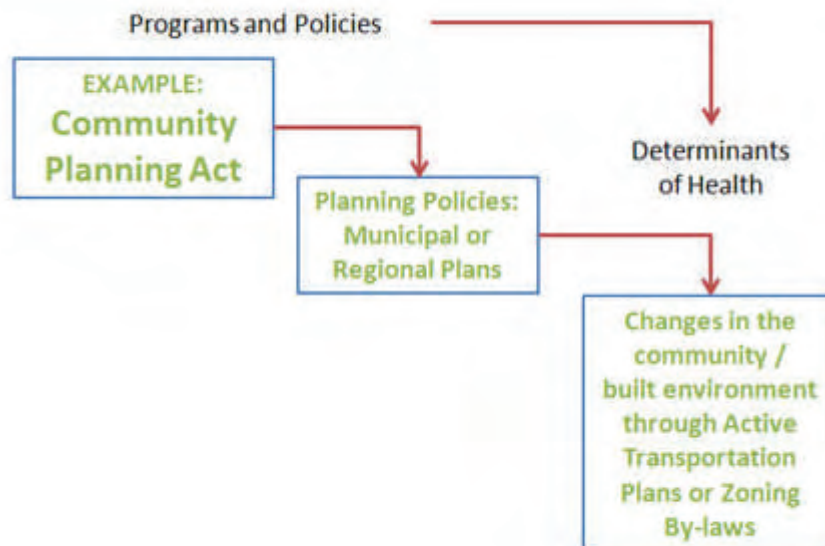 Programs and Policies
EXAMPLE:
Community
Planning Act
Determinants
of Health
Planning Policies:
Municipal or
Regional Plans
Changes in the
community /
built environment
through Active
Transportation
Plans or Zoning
By-laws